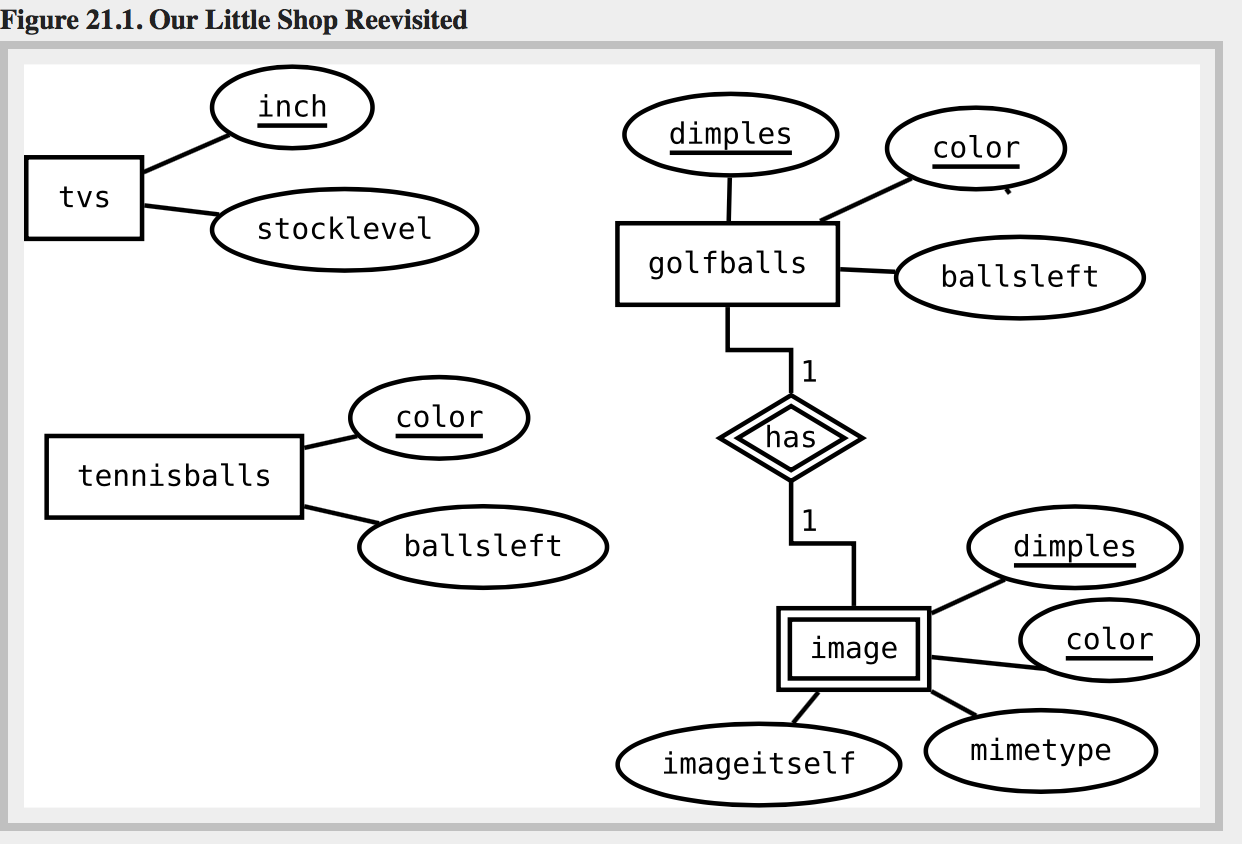 Figure 21.1. Our Little Shop Reevisited
inch
tvs
stocklevel
dimples
color
golfballs
ballsleft
1
has
1
color
tennisballs
ballsleft
dimples
color
image
mimetype
imageitself